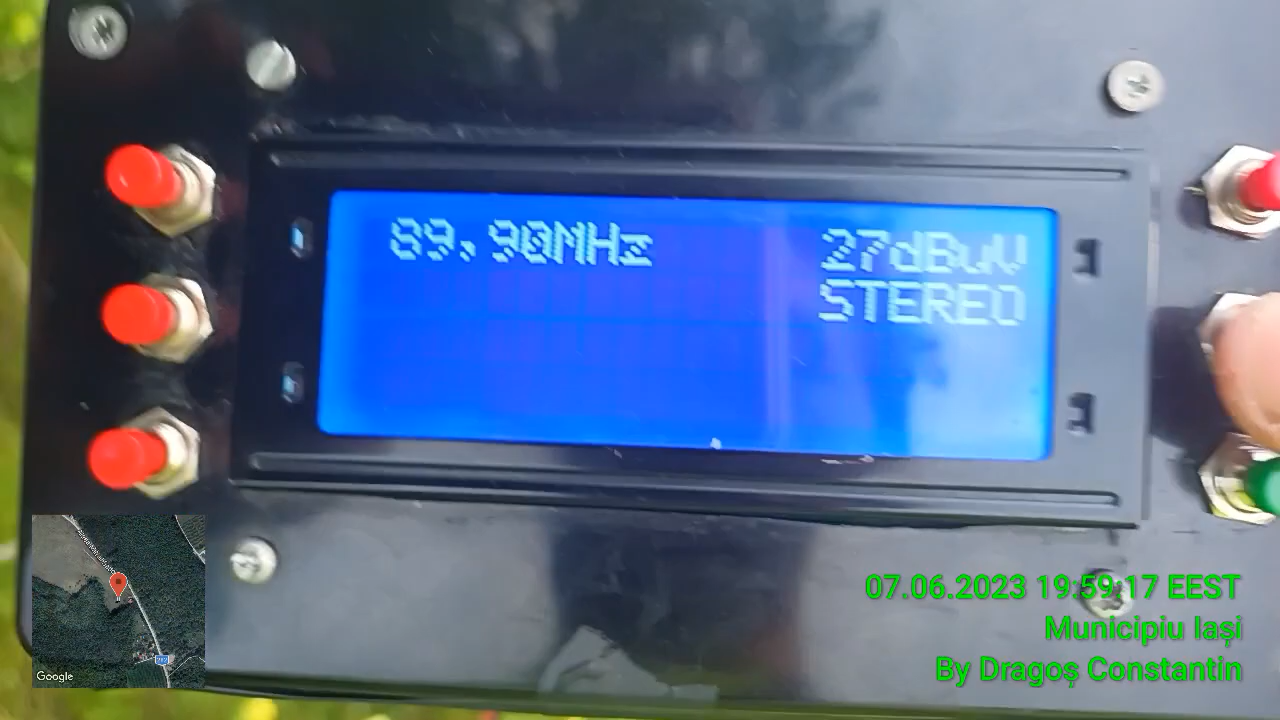 89.90MHz 27dBuV
STEREO
07.06.2023 19:59:17 EEST
Municipiu Iași
By Dragoș Constantin
Google